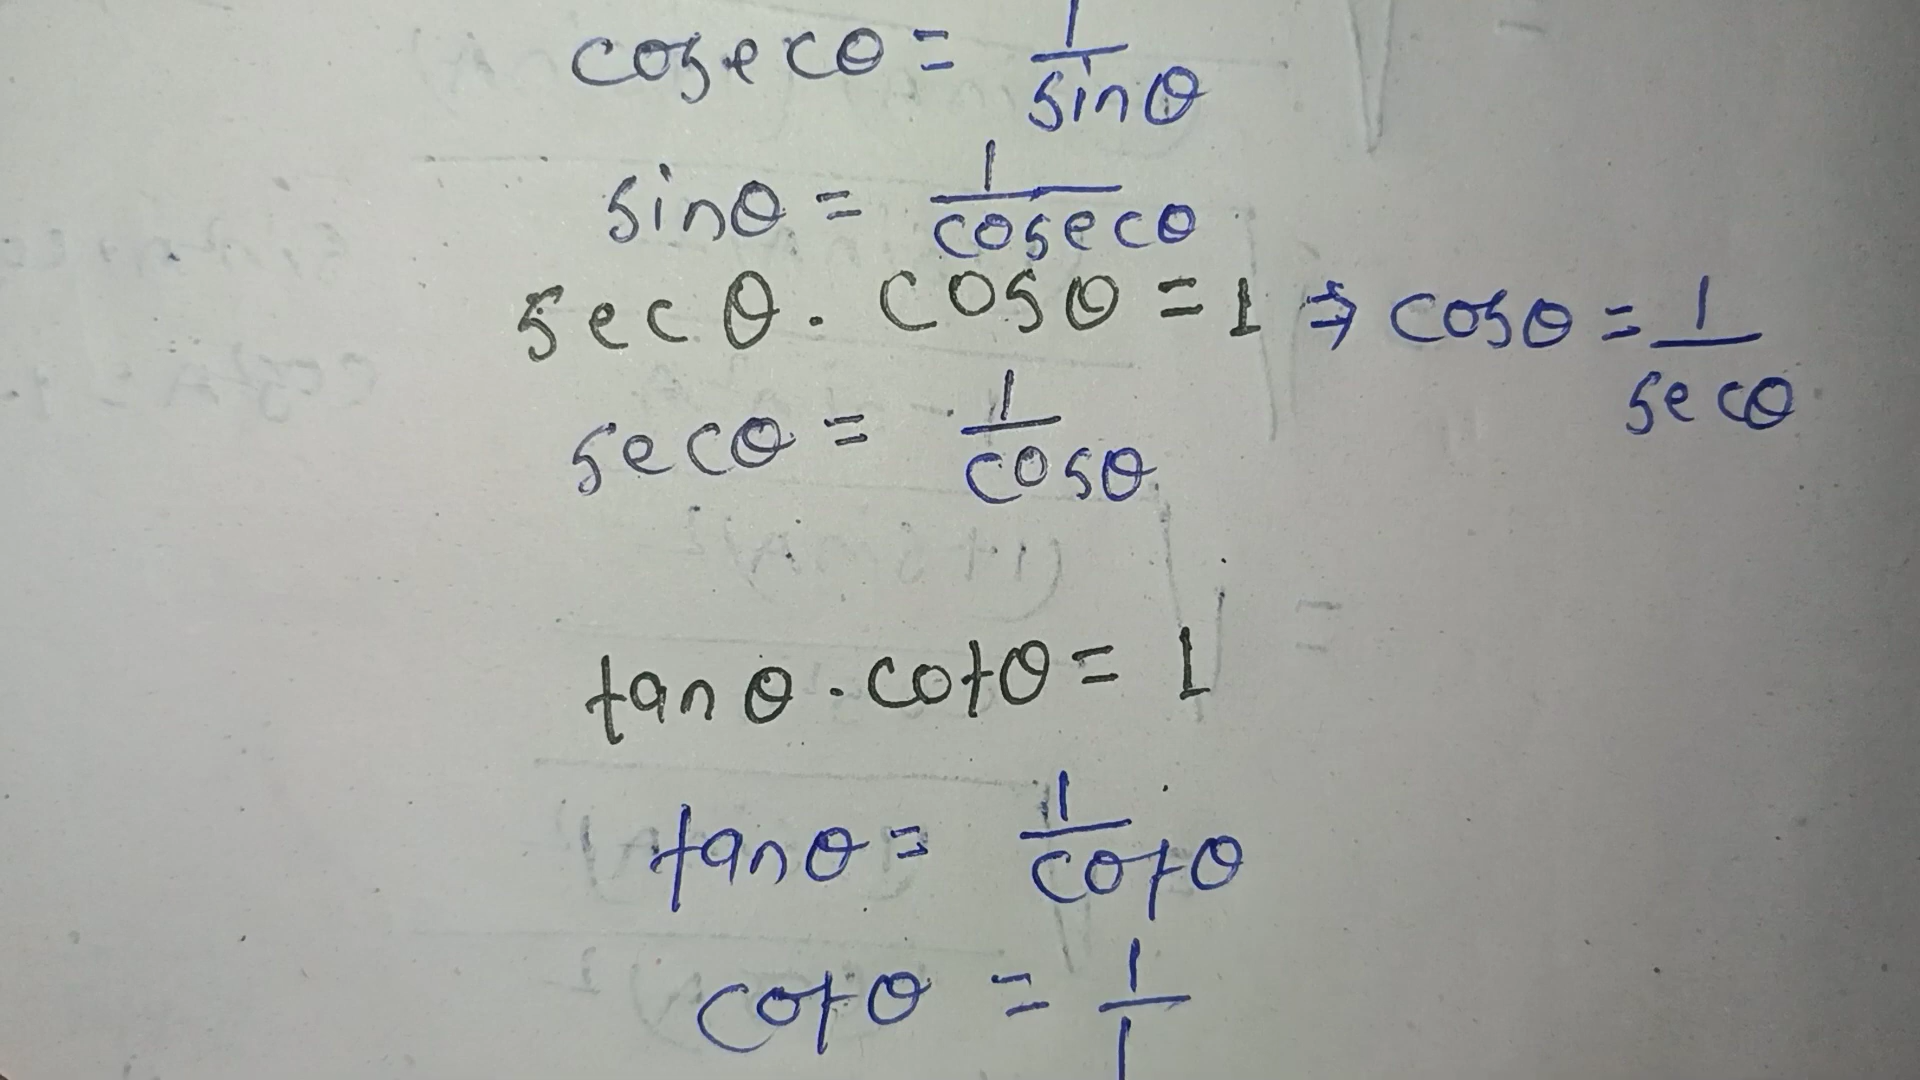 cosecθ = 1/sinθ
sinθ = 1/cosecθ
secθ . cosθ = 1 ⇒ cosθ = 1/secθ
secθ = 1/cosθ
tanθ . cotθ = 1
tanθ = 1/cotθ
cotθ = 1/